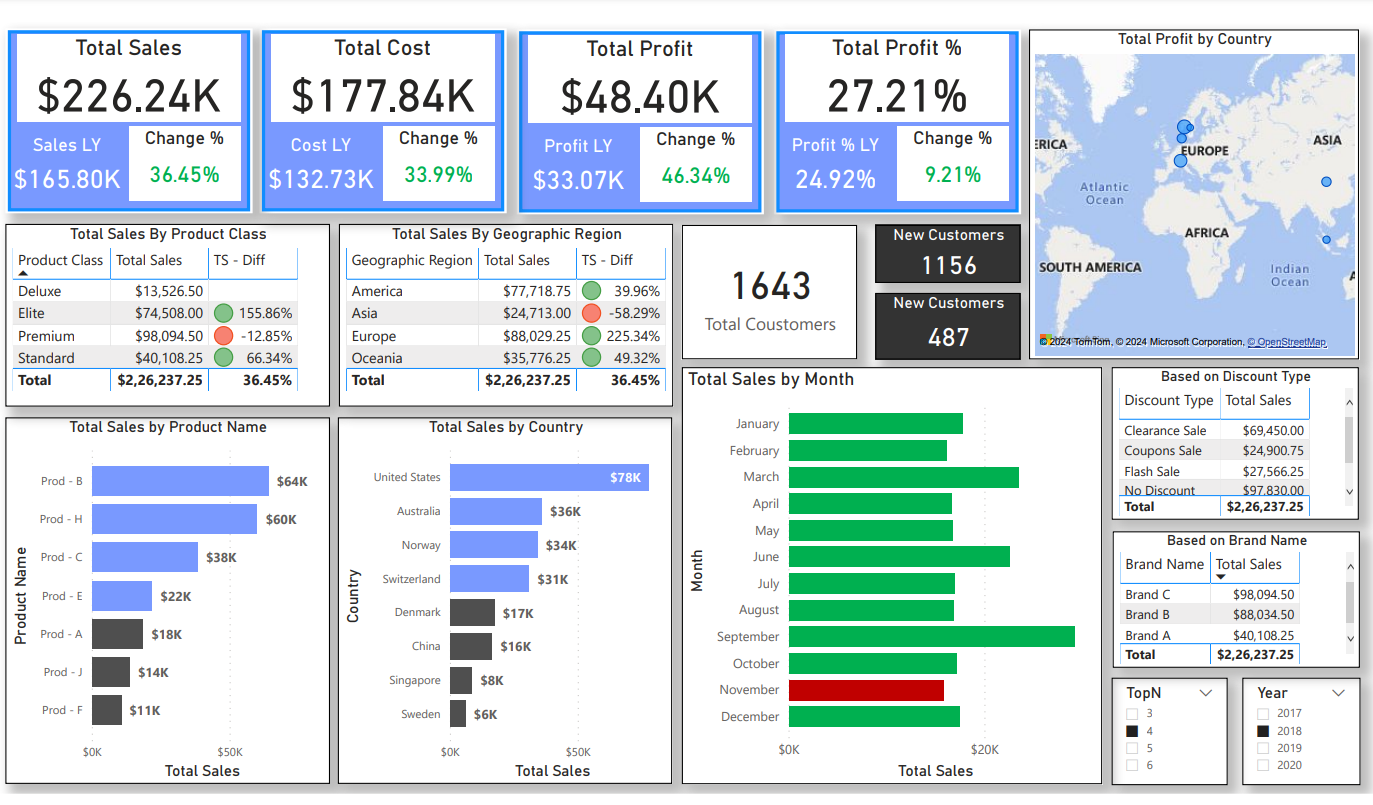 Total Sales
$226.24K
Sales LY
$165.80K
Change %
36.45%
Total Cost
$177.84K
Cost LY
$132.73K
Change %
33.99%
Total Profit
$48.40K
Profit LY
$33.07K
Change %
46.34%
Total Profit %
27.21%
Profit % LY
24.92%
Change %
9.21%
Total Profit by Country
ERICA
EUROPE
ASIA
Atlantic
Ocean
AFRICA
SOUTH AMERICA
Indian
Ocean
A
© 2024 TomTom, © 2024 Microsoft Corporation, © OpenStreetMap
Total Sales By Product Class
Product Class Total Sales TS - Diff
Deluxe $13,526.50
Elite $74,508.00 155.86%
Premium $98,094.50 -12.85%
Standard $40,108.25 66.34%
Total $2,26,237.25 36.45%
Total Sales By Geographic Region
Geographic Region Total Sales TS - Diff
America $77,718.75 39.96%
Asia $24,713.00 -58.29%
Europe $88,029.25 225.34%
Oceania $35,776.25 49.32%
Total $2,26,237.25 36.45%
1643
Total Coustomers
New Customers
1156
New Customers
487
Total Sales by Product Name
Product Name
Prod - B $64K
Prod - H $60K
Prod - C $38K
Prod - E $22K
Prod - A $18K
Prod - J $14K
Prod - F $11K
$0K $50K
Total Sales
Total Sales by Country
Country
United States $78K
Australia $36K
Norway $34K
Switzerland $31K
Denmark $17K
China $16K
Singapore $8K
Sweden $6K
$0K $50K
Total Sales
Total Sales by Month
Month
January
February
March
April
May
June
July
August
September
October
November
December
$0K $20K
Total Sales
Based on Discount Type
Discount Type Total Sales
Clearance Sale $69,450.00
Coupons Sale $24,900.75
Flash Sale $27,566.25
No Discount $97,830.00
Total $2,26,237.25
Based on Brand Name
Brand Name Total Sales
Brand C $98,094.50
Brand B $88,034.50
Brand A $40,108.25
Total $2,26,237.25
TopN
3
4
5
6
Year
2017
2018
2019
2020